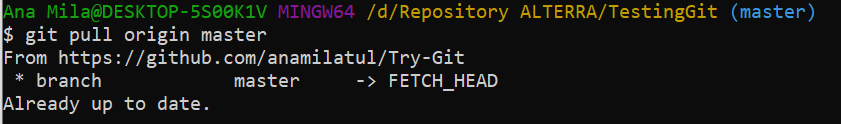 Ana Mila@DESKTOP-5S00K1V MINGW64 /d/Repository ALTERRA/TestingGit (master)
$ git pull origin master
From https://github.com/anamilatul/Try-Git
 * branch            master     -> FETCH_HEAD
Already up to date.